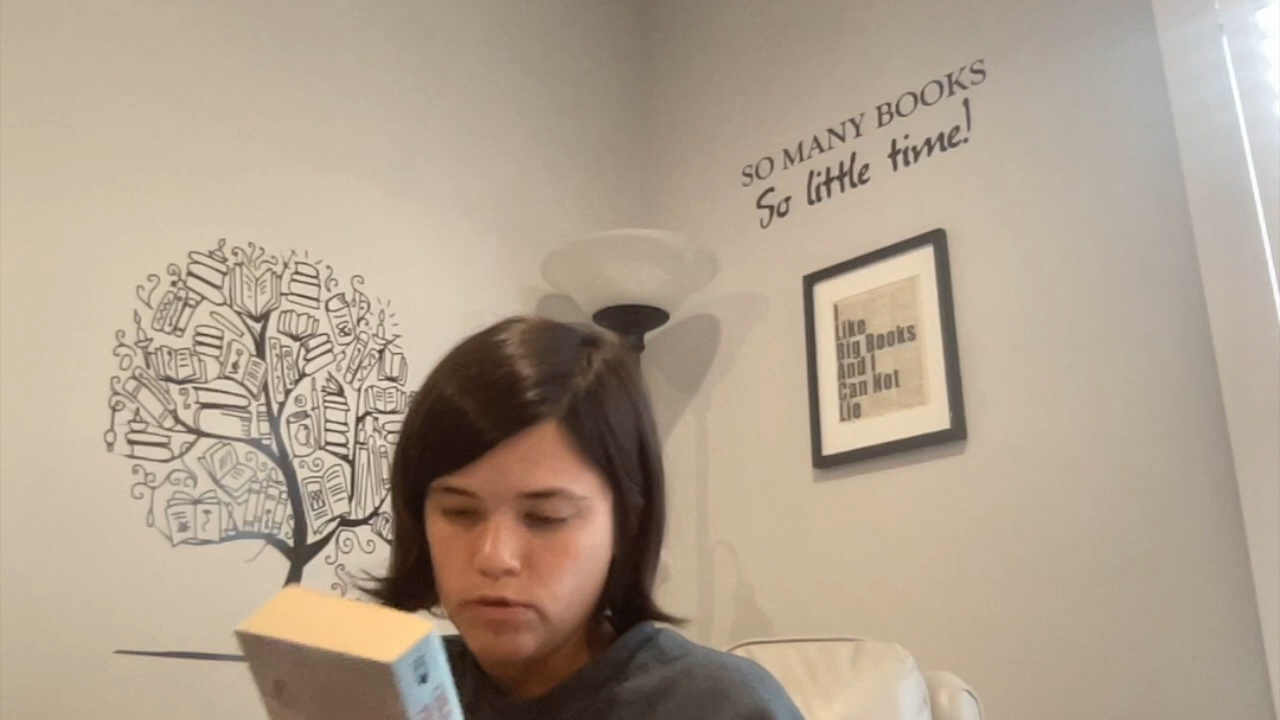 SO MANY BOOKS
So little time!
I
Like
Big Books
And I
Can Not
Lie